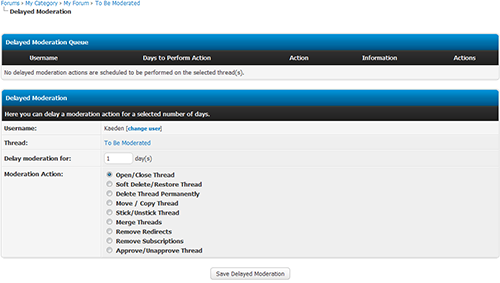 Forums › My Category › My Forum › To Be Moderated
Delayed Moderation
Delayed Moderation Queue
Username Days to Perform Action Action Information Actions
No delayed moderation actions are scheduled to be performed on the selected thread(s).
Delayed Moderation
Here you can delay a moderation action for a selected number of days.
Username: Kaeden [change user]
Thread: To Be Moderated
Delay moderation for: 1 day(s)
Moderation Action: Open/Close Thread
Soft Delete/Restore Thread
Delete Thread Permanently
Move / Copy Thread
Stick/Unstick Thread
Merge Threads
Remove Redirects
Remove Subscriptions
Approve/Unapprove Thread
Save Delayed Moderation